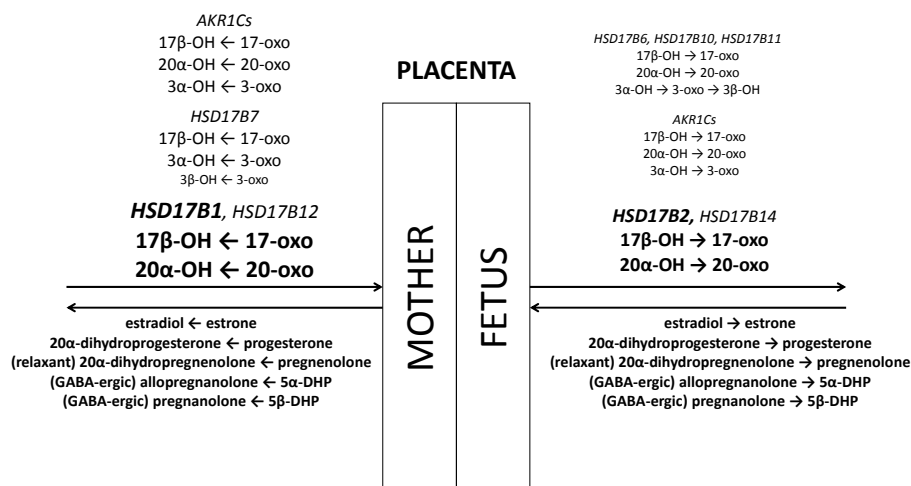 AKR1Cs
17β-OH ← 17-oxo
20α-OH ← 20-oxo
3α-OH ← 3-oxo
HSD17B7
17β-OH ← 17-oxo
3α-OH ← 3-oxo
3β-OH ← 3-oxo
HSD17B1, HSD17B12
17β-OH ← 17-oxo
20α-OH ← 20-oxo
estradiol ← estrone
20α-dihydroprogesterone ← progesterone
(relaxant) 20α-dihydropregnenolone ← pregnenolone
(GABA-ergic) allopregnanolone ← 5α-DHP
(GABA-ergic) pregnanolone ← 5β-DHP
PLACENTA
MOTHER
FETUS
HSD17B6, HSD17B10, HSD17B11
17β-OH → 17-oxo
20α-OH → 20-oxo
3α-OH → 3-oxo → 3β-OH
AKR1Cs
17β-OH → 17-oxo
20α-OH → 20-oxo
3α-OH → 3-oxo
HSD17B2, HSD17B14
17β-OH → 17-oxo
20α-OH → 20-oxo
estradiol → estrone
20α-dihydroprogesterone → progesterone
(relaxant) 20α-dihydropregnenolone → pregnenolone
(GABA-ergic) allopregnanolone → 5α-DHP
(GABA-ergic) pregnanolone → 5β-DHP